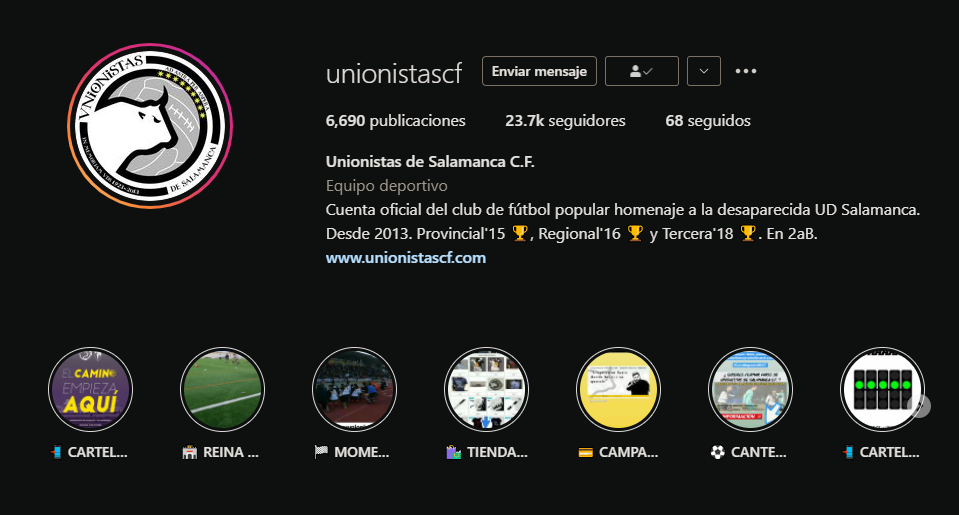 UNIONISTAS
DE SALAMANCA
unionistascf
Enviar mensaje
6,690 publicaciones
23.7k seguidores
68 seguidos
Unionistas de Salamanca C.F.
Equipo deportivo
Cuenta oficial del club de fútbol popular homenaje a la desaparecida UD Salamanca.
Desde 2013. Provincial'15 🏆, Regional'16 🏆 y Tercera'18 🏆. En 2aB.
www.unionistascf.com
EL CAMINO
EMPIEZA
AQUÍ
CARTEL...
REINA ...
MOME...
TIENDA...
CAMPA...
CANTE...
CARTEL...